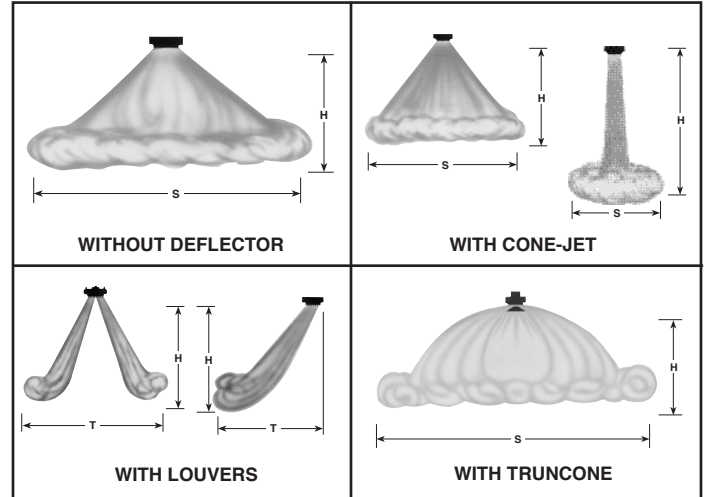 H
S
WITHOUT DEFLECTOR
H
S
H
S
WITH CONE-JET
H
T
H
T
WITH LOUVERS
H
S
WITH TRUNCONE